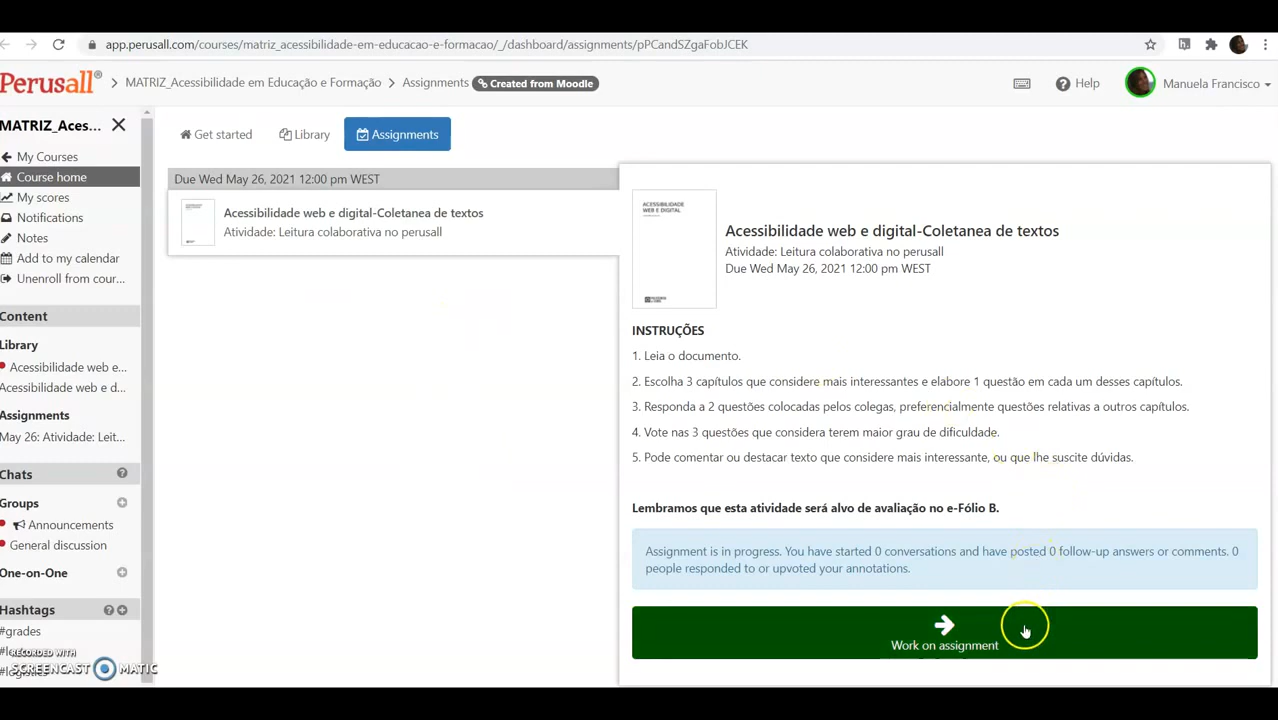 app.perusall.com/courses/matriz_acessibilidade-em-educacao-e-formacao/_/dashboard/assignments/pPCandSZgaFobJCEK
Perusall® MATRIZ_Acessibilidade em Educação e Formação Assignments Created from Moodle Help Manuela Francisco
MATRIZ_Aces...
My Courses
Course home
My scores
Notifications
Notes
Add to my calendar
Unenroll from cour...
Content
Library
Acessibilidade web e...
Acessibilidade web e d...
Assignments
May 26: Atividade: Leit...
Chats
Groups
Announcements
General discussion
One-on-One
Hashtags
#grades
RECORDED WITH
SCREENCAST MATIC
Get started Library Assignments
Due Wed May 26, 2021 12:00 pm WEST
Acessibilidade web e digital-Coletanea de textos
Atividade: Leitura colaborativa no perusall
ACESSIBILIDADE
WEB E DIGITAL
Acessibilidade web e digital-Coletanea de textos
Atividade: Leitura colaborativa no perusall
Due Wed May 26, 2021 12:00 pm WEST
INSTRUÇÕES
1. Leia o documento.
2. Escolha 3 capítulos que considere mais interessantes e elabore 1 questão em cada um desses capítulos.
3. Responda a 2 questões colocadas pelos colegas, preferencialmente questões relativas a outros capítulos.
4. Vote nas 3 questões que considera terem maior grau de dificuldade.
5. Pode comentar ou destacar texto que considere mais interessante, ou que lhe suscite dúvidas.
Lembramos que esta atividade será alvo de avaliação no e-Fólio B.
Assignment is in progress. You have started 0 conversations and have posted 0 follow-up answers or comments. 0
people responded to or upvoted your annotations.
Work on assignment